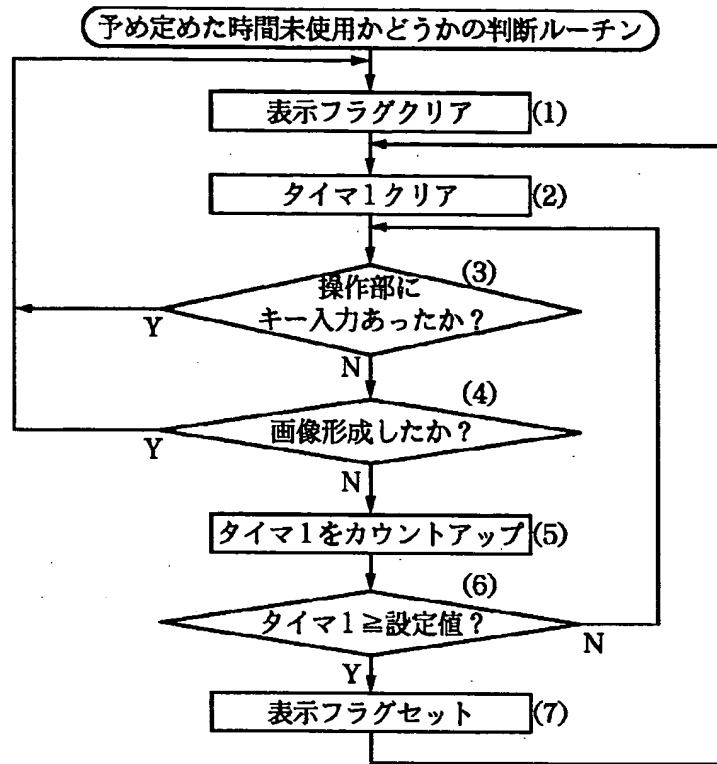 予め定めた時間未使用かどうかの判断ルーチン
表示フラグクリア (1)
タイマ1クリア (2)
(3)
操作部に
キー入力あったか?
Y
N
(4)
画像形成したか?
Y
N
タイマ1をカウントアップ (5)
(6)
タイマ1≧設定値?
N
Y
表示フラグセット (7)